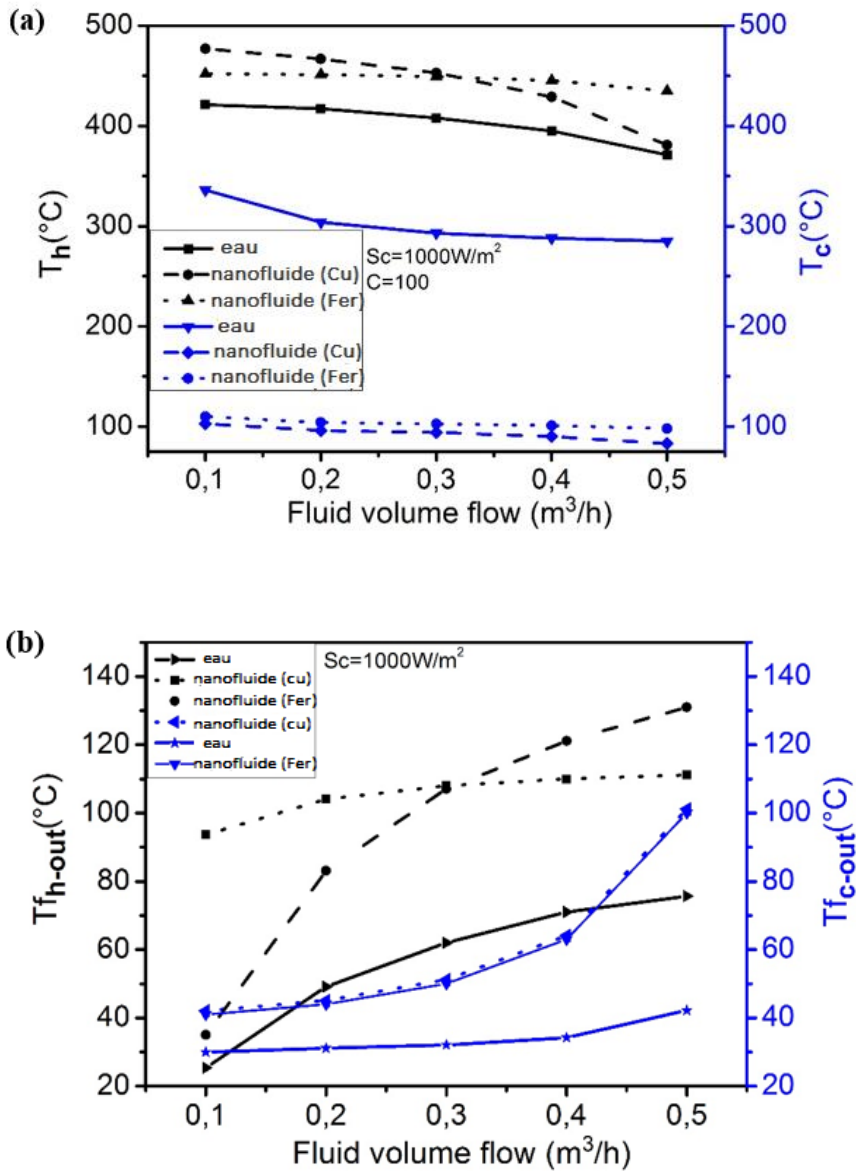 (a)
500
400
300
200
100
T_h(°C)
eau
nanofluide (Cu)
nanofluide (Fer)
eau
nanofluide (Cu)
nanofluide (Fer)
Sc=1000W/m²
C=100
500
400
300
200
100
T_c(°C)
0,1 0,2 0,3 0,4 0,5
Fluid volume flow (m³/h)
(b)
140
120
100
80
60
40
20
Tf_h-out(°C)
eau
nanofluide (cu)
nanofluide (Fer)
nanofluide (cu)
eau
nanofluide (Fer)
Sc=1000W/m²
140
120
100
80
60
40
20
Tf_c-out(°C)
0,1 0,2 0,3 0,4 0,5
Fluid volume flow (m³/h)